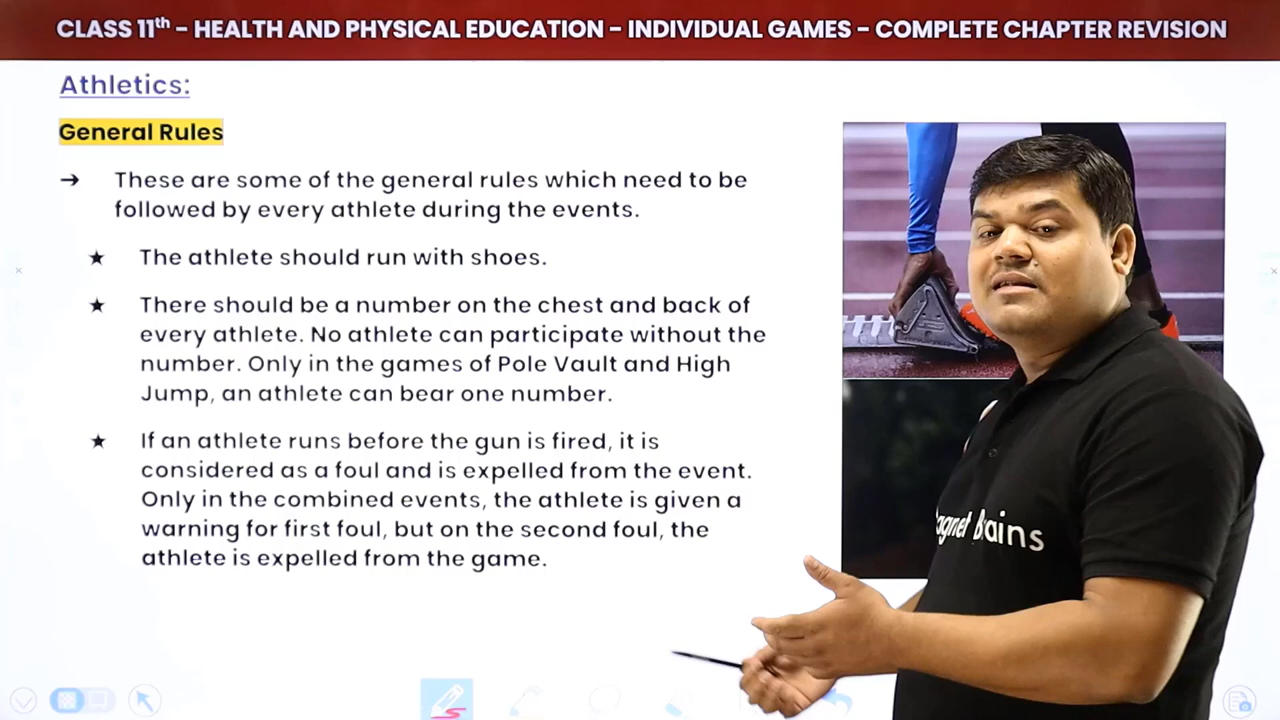 CLASS 11th – HEALTH AND PHYSICAL EDUCATION – INDIVIDUAL GAMES – COMPLETE CHAPTER REVISION
Athletics:
General Rules
➔ These are some of the general rules which need to be
followed by every athlete during the events.
★ The athlete should run with shoes.
★ There should be a number on the chest and back of
every athlete. No athlete can participate without the
number. Only in the games of Pole Vault and High
Jump, an athlete can bear one number.
★ If an athlete runs before the gun is fired, it is
considered as a foul and is expelled from the event.
Only in the combined events, the athlete is given a
warning for first foul, but on the second foul, the
athlete is expelled from the game.